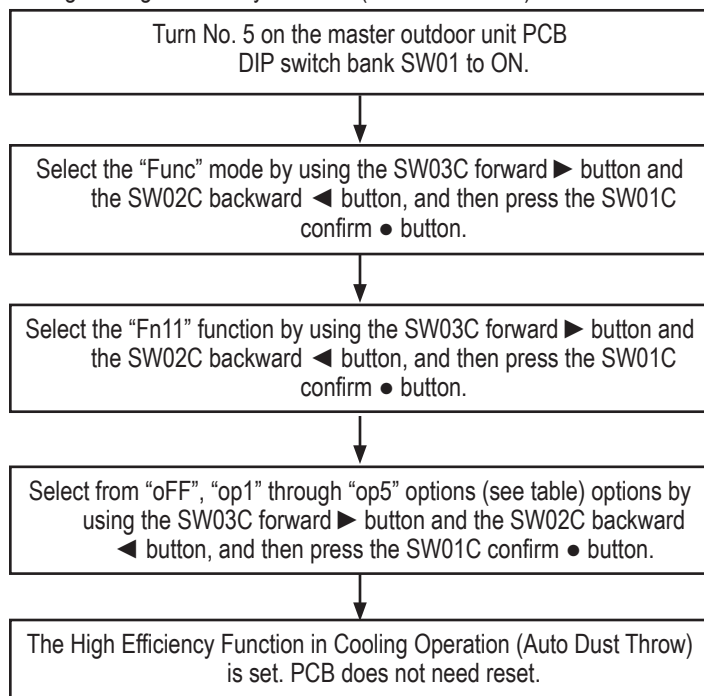 Turn No. 5 on the master outdoor unit PCB
DIP switch bank SW01 to ON.
Select the “Func” mode by using the SW03C forward ► button and
the SW02C backward ◄ button, and then press the SW01C
confirm ● button.
Select the “Fn11” function by using the SW03C forward ► button and
the SW02C backward ◄ button, and then press the SW01C
confirm ● button.
Select from “oFF”, “op1” through “op5” options (see table) options by
using the SW03C forward ► button and the SW02C backward
◄ button, and then press the SW01C confirm ● button.
The High Efficiency Function in Cooling Operation (Auto Dust Throw)
is set. PCB does not need reset.